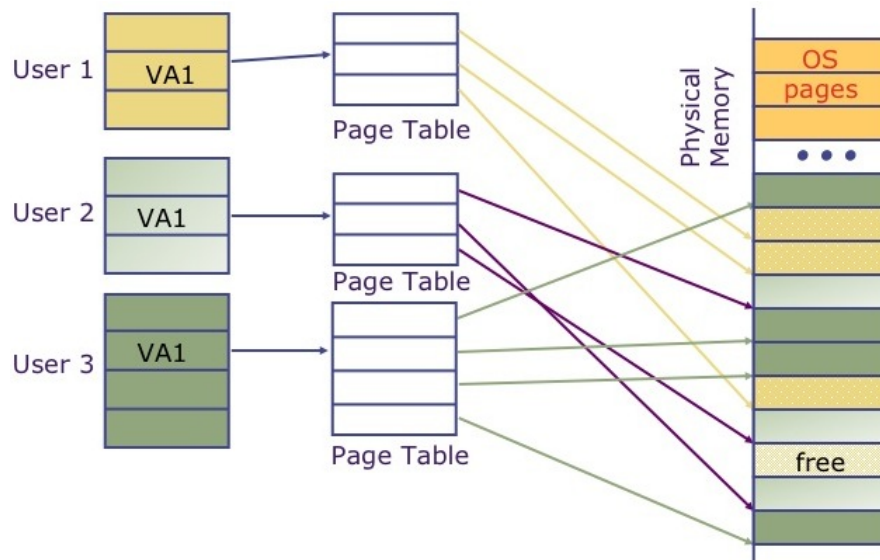 User 1
VA1
Page Table
User 2
VA1
Page Table
User 3
VA1
Page Table
Physical
Memory
OS
pages
free